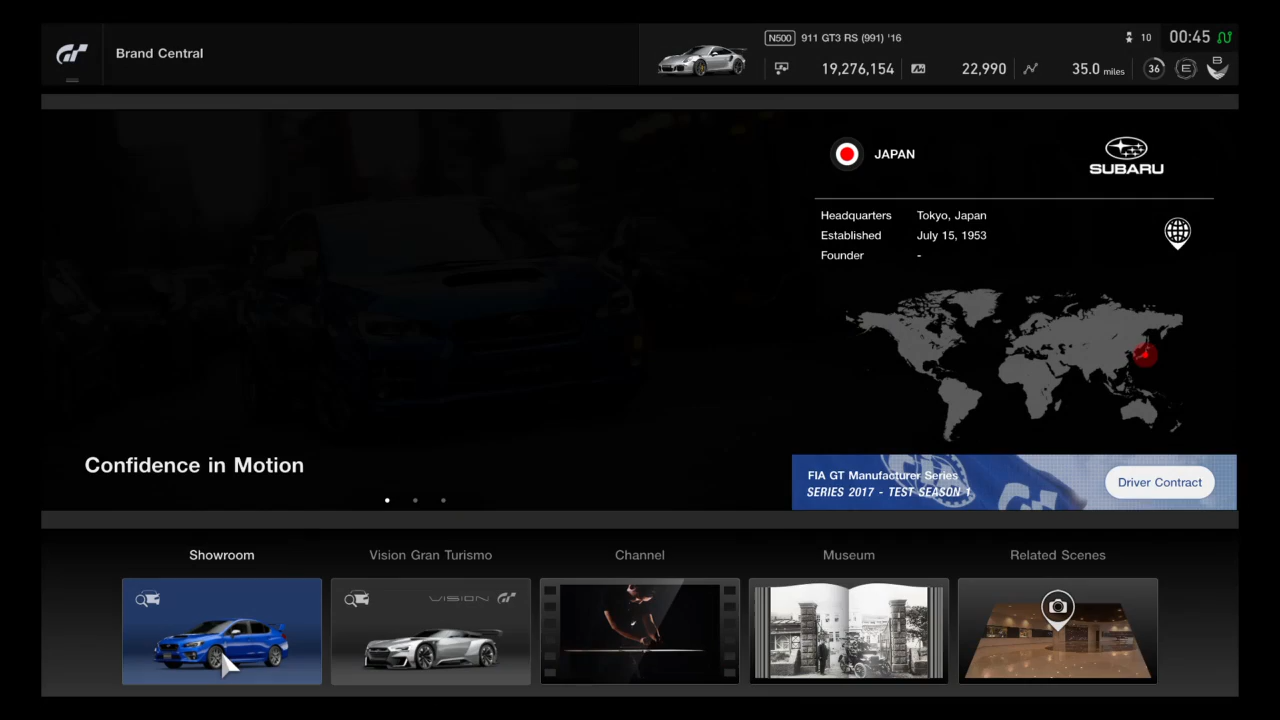 Brand Central
N500 911 GT3 RS (991) '16
10
00:45
19,276,154
22,990
35.0 miles
36
E
B
JAPAN
SUBARU
Headquarters Tokyo, Japan
Established July 15, 1953
Founder -
Confidence in Motion
FIA GT Manufacturer Series
SERIES 2017 - TEST SEASON 1
Driver Contract
Showroom
Vision Gran Turismo
Channel
Museum
Related Scenes
VISION GT